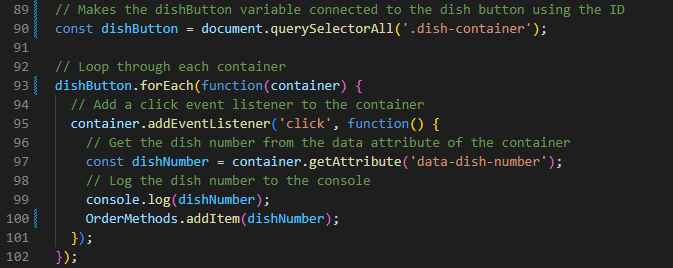 89 // Makes the dishButton variable connected to the dish button using the ID
90 const dishButton = document.querySelectorAll('.dish-container');
91
92 // Loop through each container
93 dishButton.forEach(function(container) {
94 // Add a click event listener to the container
95 container.addEventListener('click', function() {
96 // Get the dish number from the data attribute of the container
97 const dishNumber = container.getAttribute('data-dish-number');
98 // Log the dish number to the console
99 console.log(dishNumber);
100 OrderMethods.addItem(dishNumber);
101 });
102 });